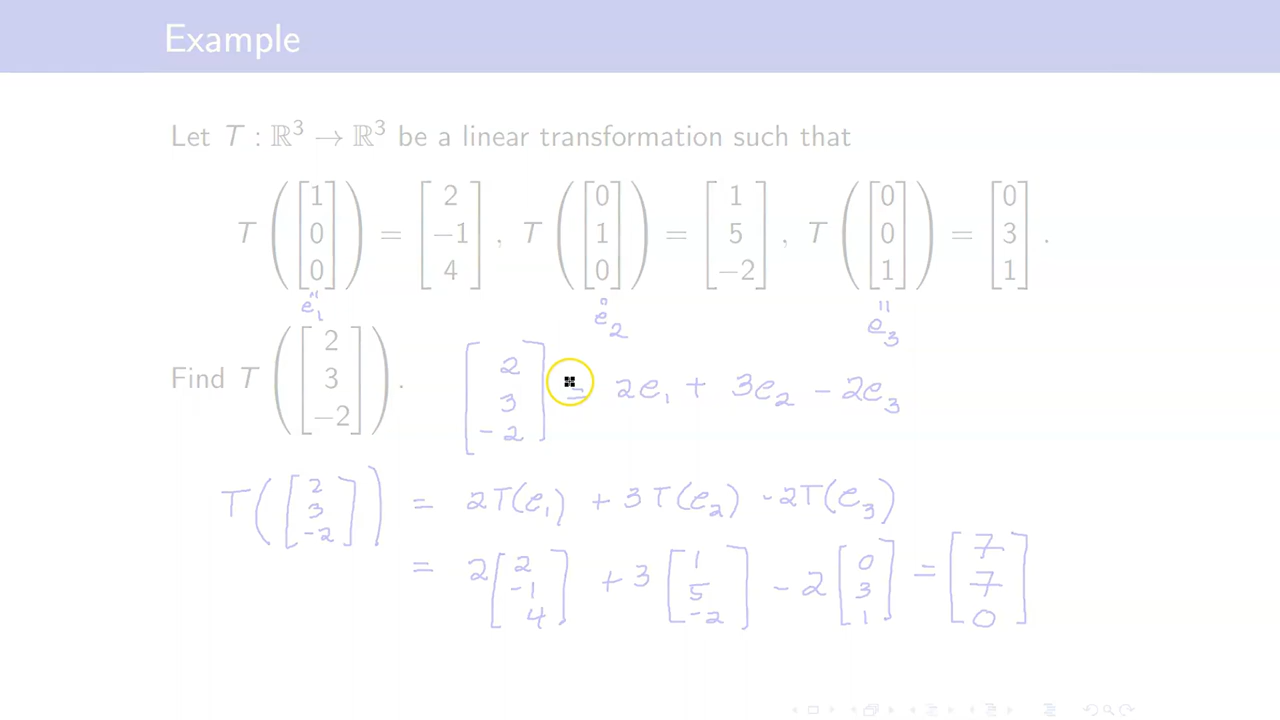 Example
Let T : ℝ³ → ℝ³ be a linear transformation such that
T([1 0 0]) = [2 −1 4], T([0 1 0]) = [1 5 −2], T([0 0 1]) = [0 3 1].
e₁ e₂ e₃
Find T([2 3 −2]). [2 3 −2] = 2e₁ + 3e₂ − 2e₃
T([2 3 −2]) = 2T(e₁) + 3T(e₂) - 2T(e₃)
= 2[2 −1 4] + 3[1 5 −2] − 2[0 3 1] = [7 7 0]